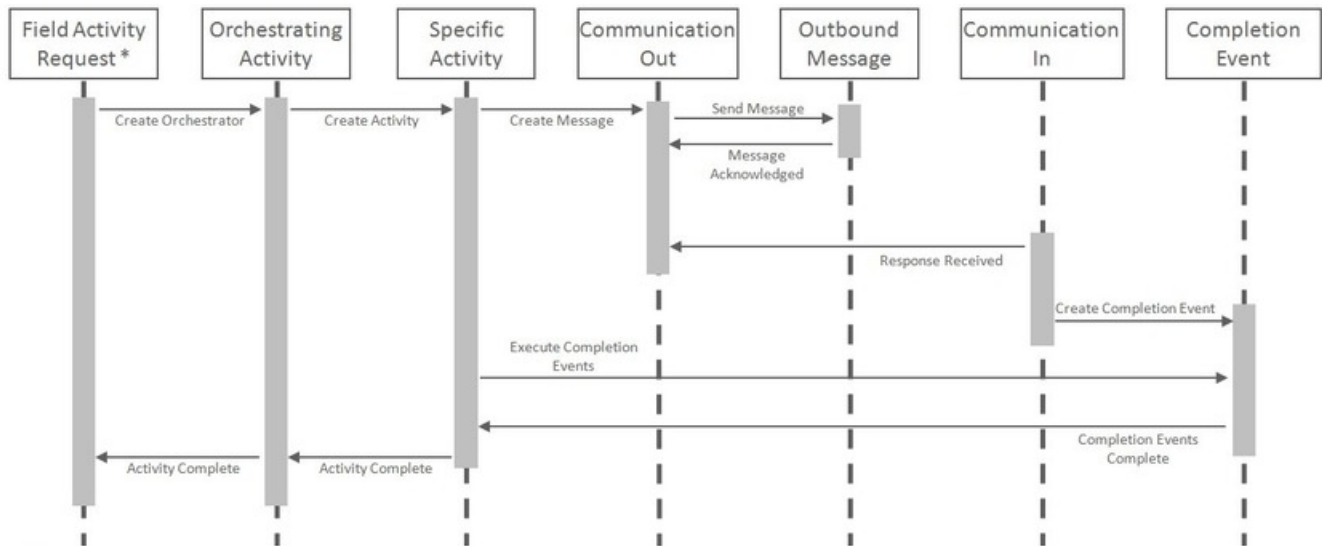 Field Activity
Request *
Orchestrating
Activity
Specific
Activity
Communication
Out
Outbound
Message
Communication
In
Completion
Event
Create Orchestrator
Create Activity
Create Message
Send Message
Message
Acknowledged
Response Received
Create Completion Event
Execute Completion
Events
Completion Events
Complete
Activity Complete
Activity Complete